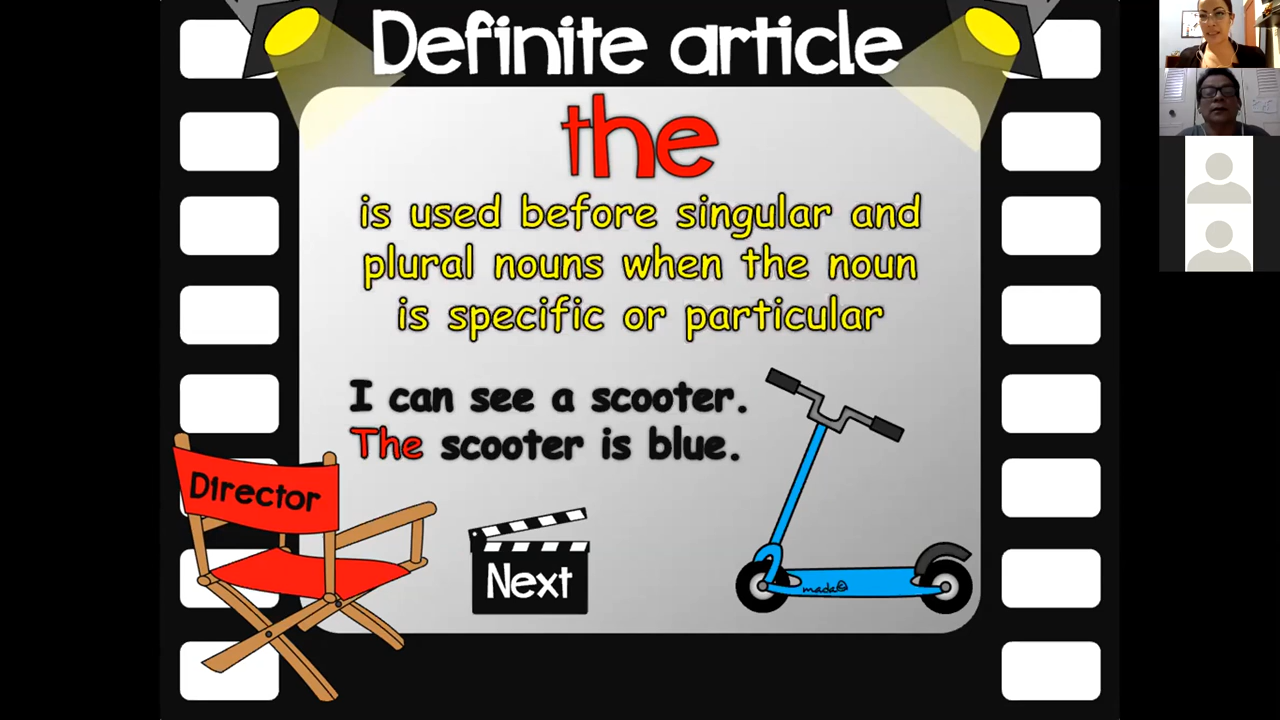 Definite article
the
is used before singular and
plural nouns when the noun
is specific or particular
I can see a scooter.
The scooter is blue.
Director
Next
mada©